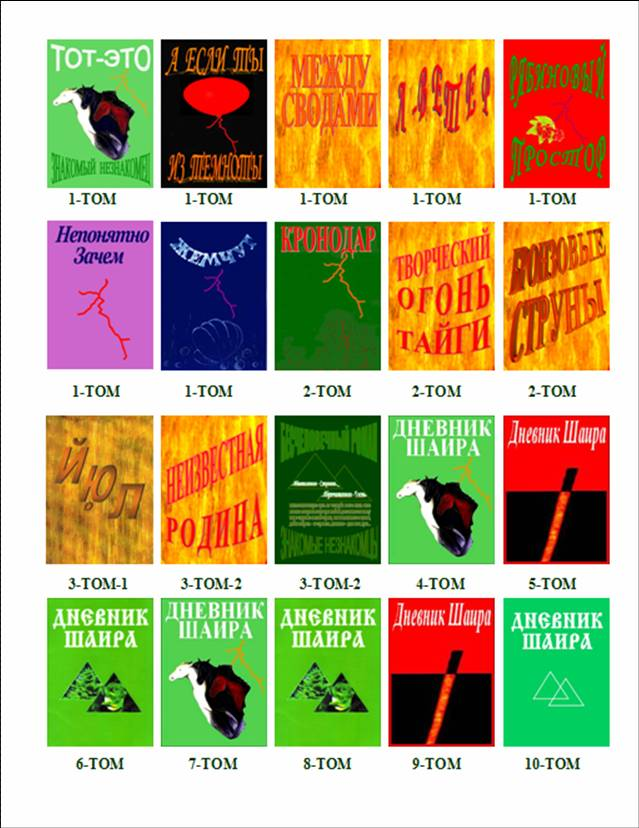 ТОТ-ЭТО
ЗНАКОМЫЙ НЕЗНАКОМЕЦ
1-ТОМ
А ЕСЛИ ТЫ
ИЗ ТЕМНОТЫ
1-ТОМ
МЕЖДУ
СВОДАМИ
1-ТОМ
Я-ВЕТЕР
1-ТОМ
РЯБИНОВЫЙ
ПРОСТОР
1-ТОМ
Непонятно
Зачем
1-ТОМ
ЖЕМЧУГ
1-ТОМ
КРОНОДАР
2-ТОМ
ТВОРЧЕСКИЙ
ОГОНЬ
ТАЙГИ
2-ТОМ
БРОНЗОВЫЕ
СТРУНЫ
2-ТОМ
ЙЮЛ
3-ТОМ-1
НЕИЗВЕСТНАЯ
РОДИНА
3-ТОМ-2
ЗНАКОМЫЕ НЕЗНАКОМЦЫ
3-ТОМ-2
ДНЕВНИК
ШАИРА
4-ТОМ
Дневник Шаира
5-ТОМ
ДНЕВНИК
ШАИРА
6-ТОМ
ДНЕВНИК
ШАИРА
7-ТОМ
ДНЕВНИК
ШАИРА
8-ТОМ
Дневник Шаира
9-ТОМ
ДНЕВНИК
ШАИРА
10-ТОМ